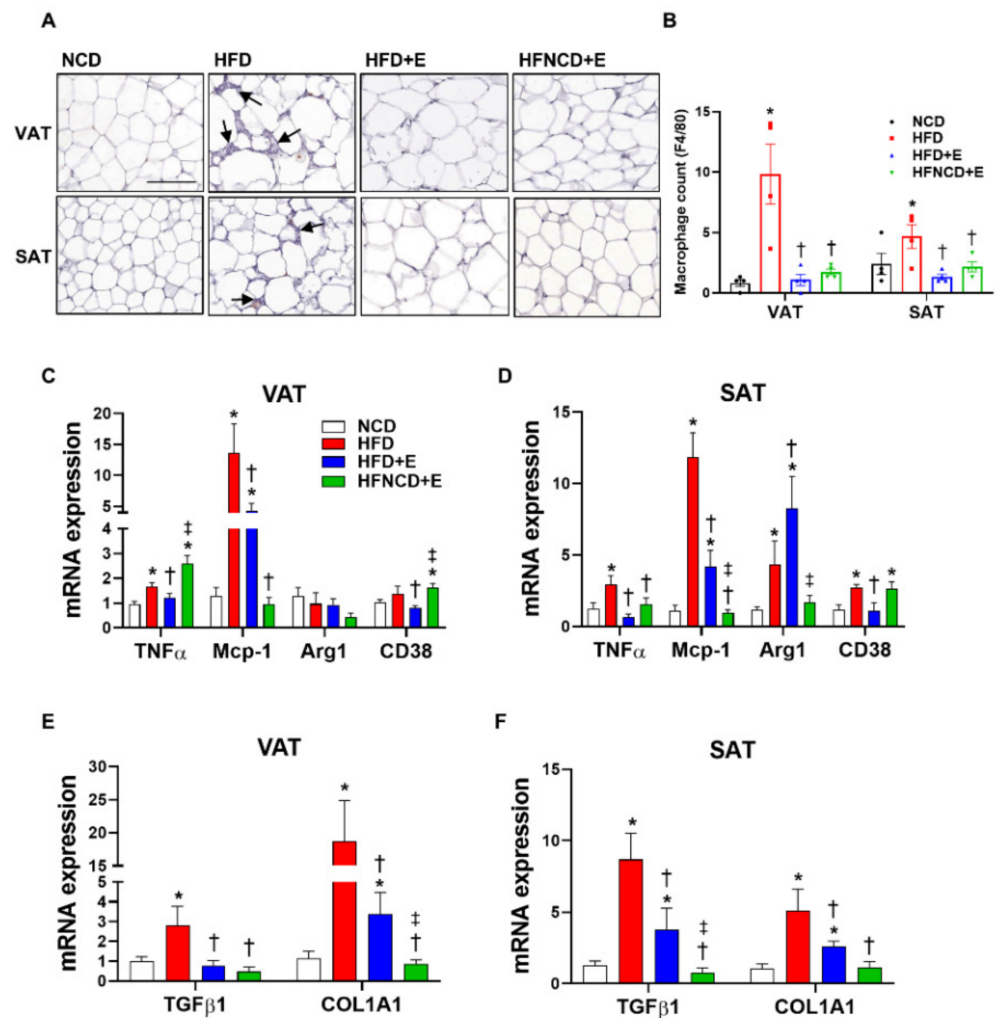 A
NCD HFD HFD+E HFNCD+E
VAT
SAT
B
Macrophage count (F4/80)
15
10
5
0
* † † * † †
VAT SAT
NCD
HFD
HFD+E
HFNCD+E
C
VAT
mRNA expression
20
15
10
5
4
3
2
1
0
* † ‡ * * † * † † ‡ *
TNFα Mcp-1 Arg1 CD38
NCD
HFD
HFD+E
HFNCD+E
D
SAT
mRNA expression
15
10
5
0
* † † * † * ‡ † * † * ‡ * † *
TNFα Mcp-1 Arg1 CD38
E
VAT
mRNA expression
30
25
20
15
10
5
4
3
2
1
0
* † † * † * ‡ †
TGFβ1 COL1A1
F
SAT
mRNA expression
15
10
5
0
* † * ‡ † * † * †
TGFβ1 COL1A1